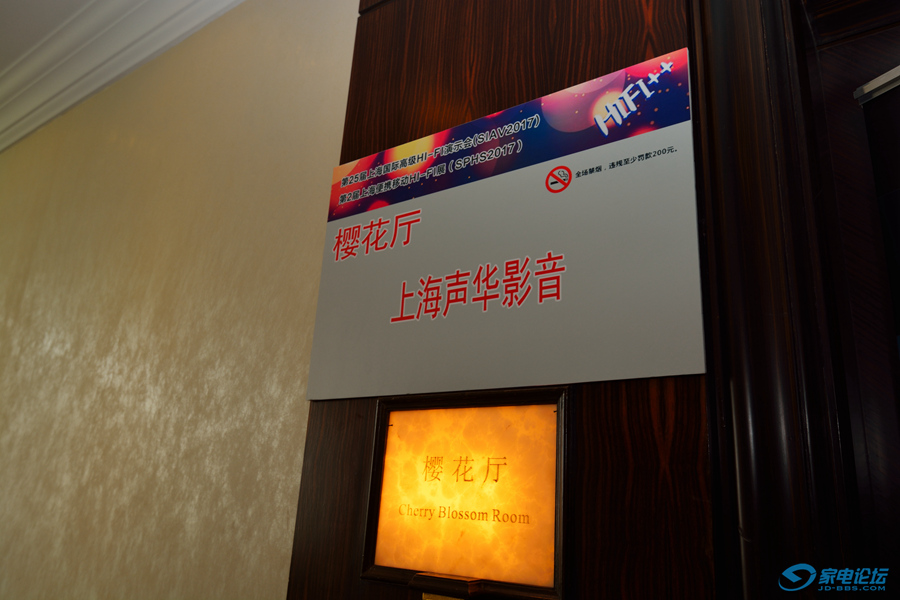 第25届上海国际高级HI-FI演示会(SIAV2017)
第2届上海便携移动HI-FI展（SPHS2017）
HIFI++
全场禁烟，违规至少罚款200元。
樱花厅
上海声华影音
樱花厅
Cherry Blossom Room
家电论坛
JD-BBS.COM